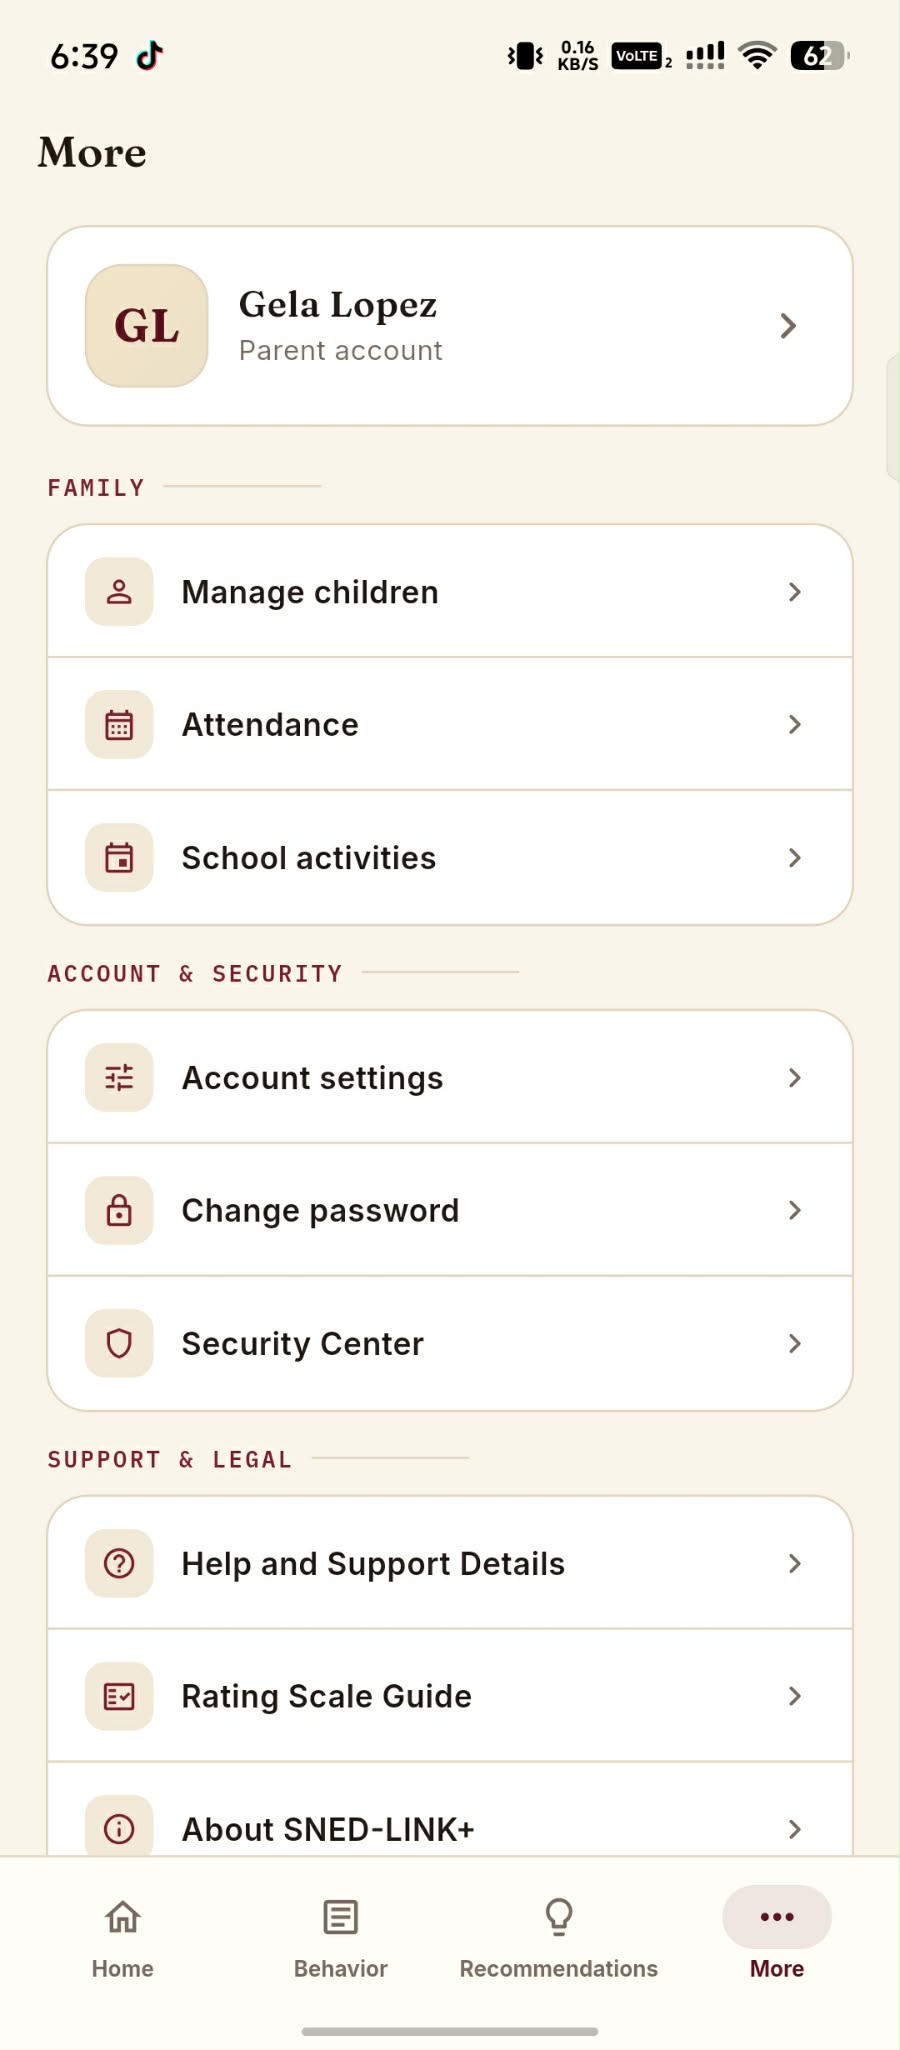 6:39
0.16
KB/S
VoLTE 2
62
More
GL
Gela Lopez
Parent account
FAMILY
Manage children
Attendance
School activities
ACCOUNT & SECURITY
Account settings
Change password
Security Center
SUPPORT & LEGAL
Help and Support Details
Rating Scale Guide
About SNED-LINK+
Home
Behavior
Recommendations
More